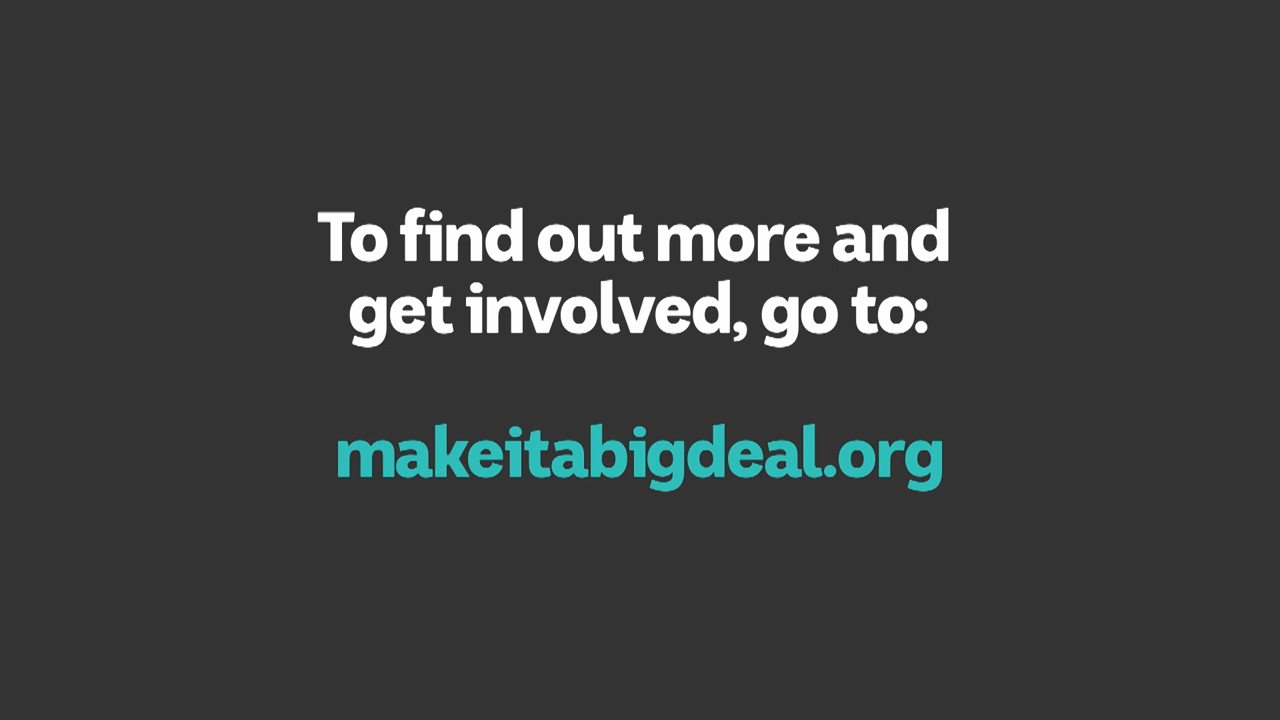 To find out more and
get involved, go to:
makeitabigdeal.org